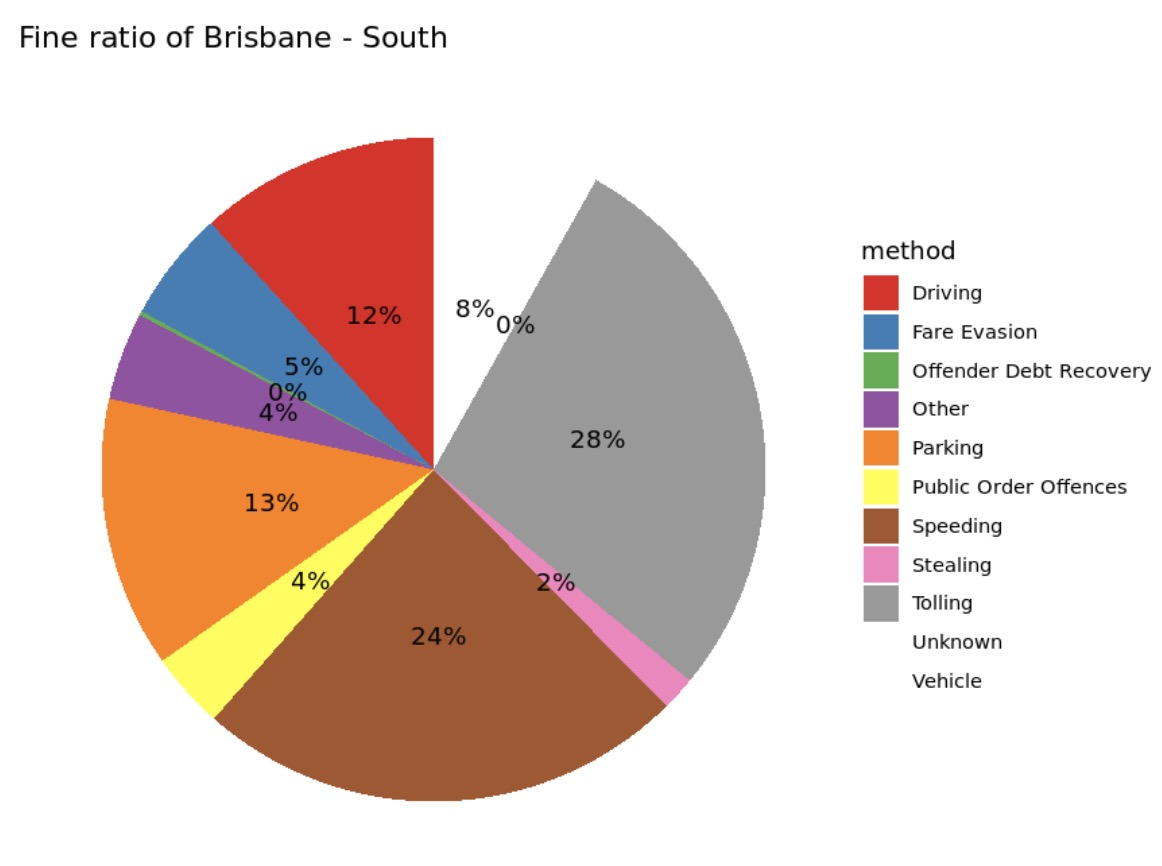 Fine ratio of Brisbane - South
8%
0%
12%
5%
0%
4%
28%
13%
4%
2%
24%
method
Driving
Fare Evasion
Offender Debt Recovery
Other
Parking
Public Order Offences
Speeding
Stealing
Tolling
Unknown
Vehicle